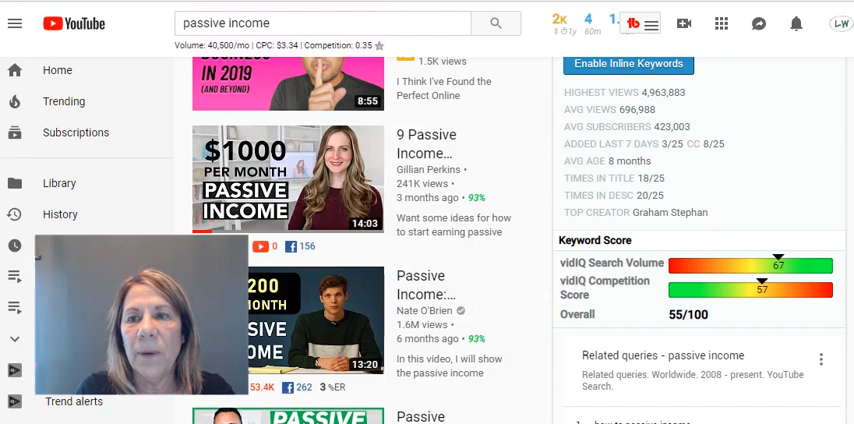 YouTube
passive income
2K
4
1.
$ 1y
60m
tb
LW
Volume: 40,500/mo | CPC: $3.34 | Competition: 0.35
Home
Trending
Subscriptions
Library
History
Trend alerts
IN 2019
(AND BEYOND)
8:55
1.5K views •
I Think I've Found the
Perfect Online
$1000
PER MONTH
PASSIVE
INCOME
14:03
9 Passive
Income…
Gillian Perkins •
241K views •
3 months ago • 93%
Want some ideas for how
to start earning passive
0
156
200
MONTH
SIVE
OME
13:20
Passive
Income:…
Nate O'Brien
1.6M views •
6 months ago • 93%
In this video, I will show
the passive income
53.4K
262
3 %ER
PASSIVE
Passive
Enable Inline Keywords
HIGHEST VIEWS 4,963,883
AVG VIEWS 696,988
AVG SUBSCRIBERS 423,003
ADDED LAST 7 DAYS 3/25 CC 8/25
AVG AGE 8 months
TIMES IN TITLE 18/25
TIMES IN DESC 20/25
TOP CREATOR Graham Stephan
Keyword Score
vidIQ Search Volume
67
vidIQ Competition
Score
57
Overall
55/100
Related queries - passive income
Related queries. Worldwide. 2008 - present. YouTube
Search.